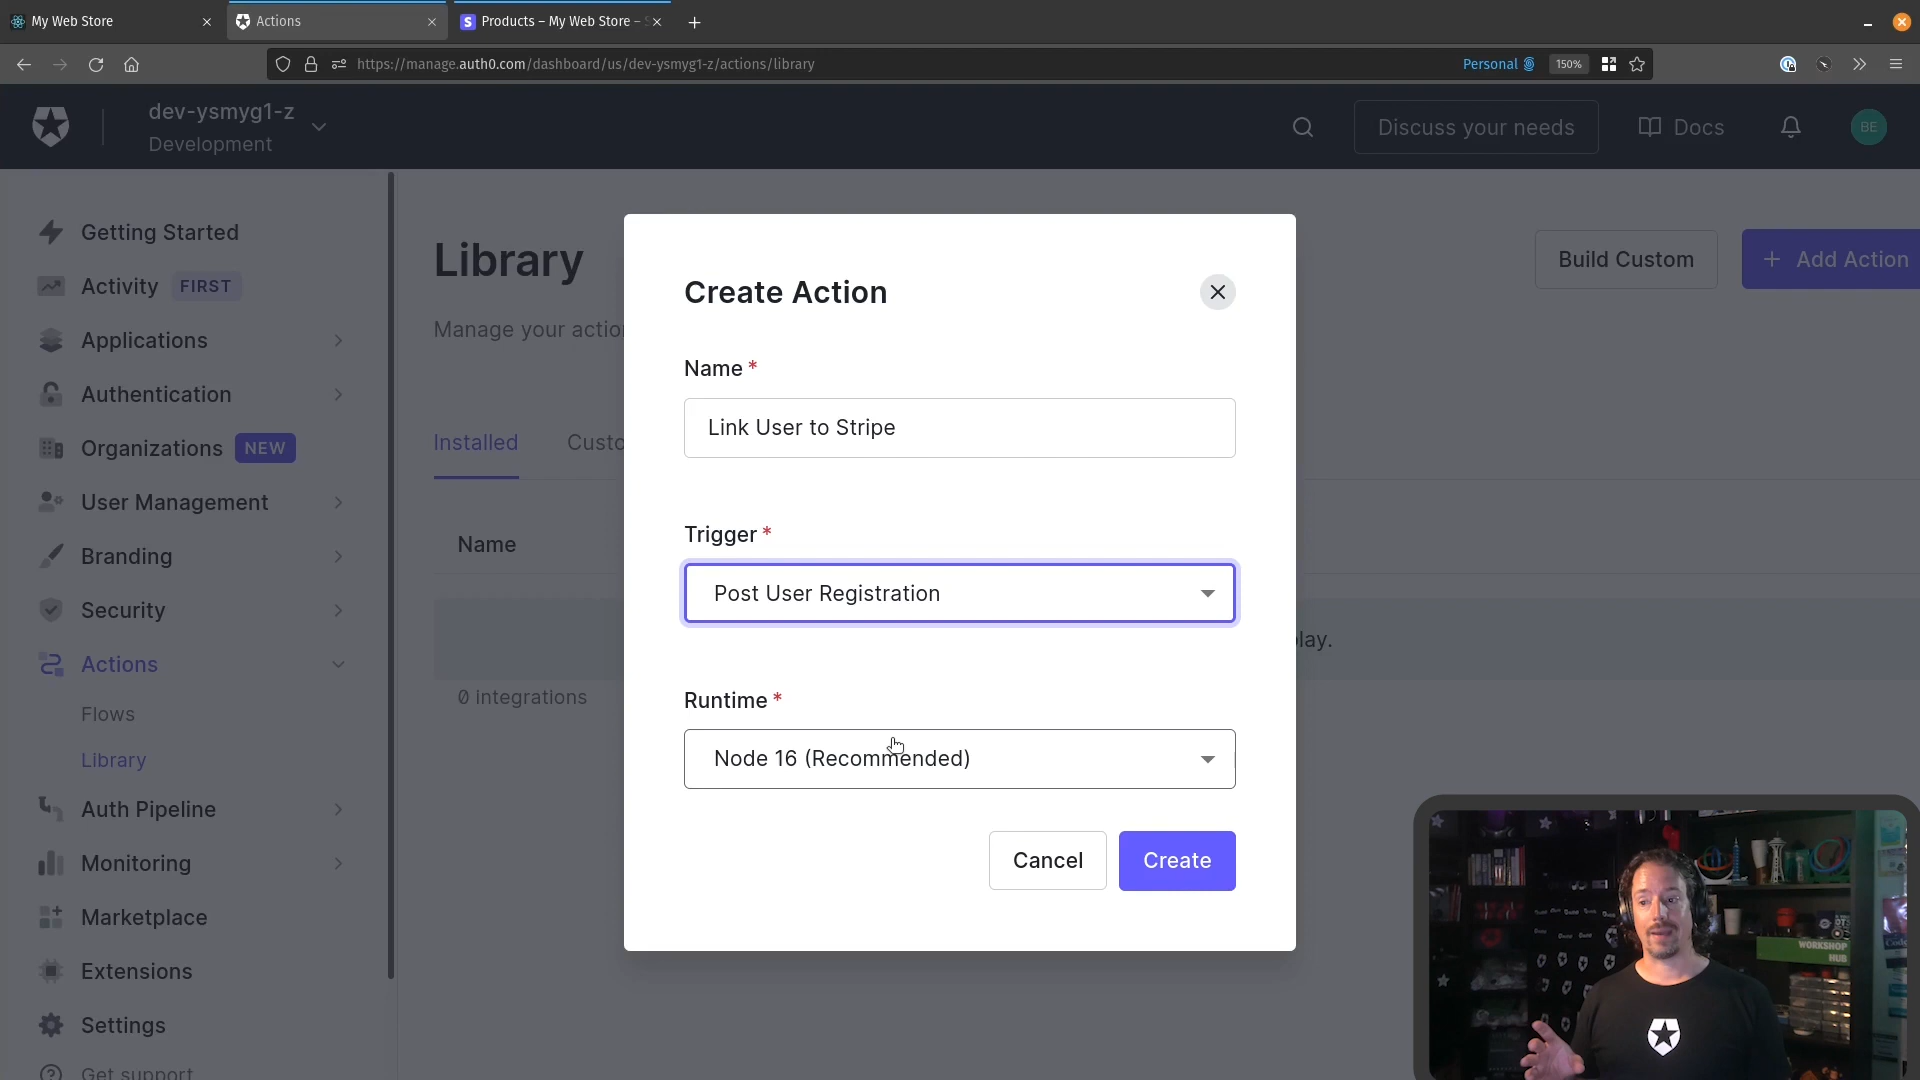 My Web Store
Actions
Products – My Web Store –
https://manage.auth0.com/dashboard/us/dev-ysmyg1-z/actions/library
Personal
150%
dev-ysmyg1-z
Development
Discuss your needs
Docs
BE
Getting Started
Activity FIRST
Applications
Authentication
Organizations NEW
User Management
Branding
Security
Actions
Flows
Library
Auth Pipeline
Monitoring
Marketplace
Extensions
Settings
Get support
Library
Build Custom
+ Add Action
Manage your actio
Installed
Custo
Name
lay.
0 integrations
Create Action
Name *
Link User to Stripe
Trigger *
Post User Registration
Runtime *
Node 16 (Recommended)
Cancel
Create
WORKSHOP
HUB